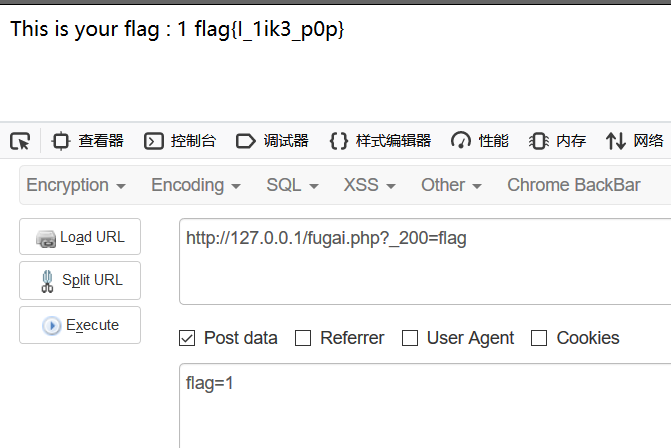 This is your flag : 1 flag{I_1ik3_p0p}
查看器 控制台 调试器 样式编辑器 性能 内存 网络
Encryption Encoding SQL XSS Other Chrome BackBar
Load URL
http://127.0.0.1/fugai.php?_200=flag
Split URL
Execute
Post data Referrer User Agent Cookies
flag=1